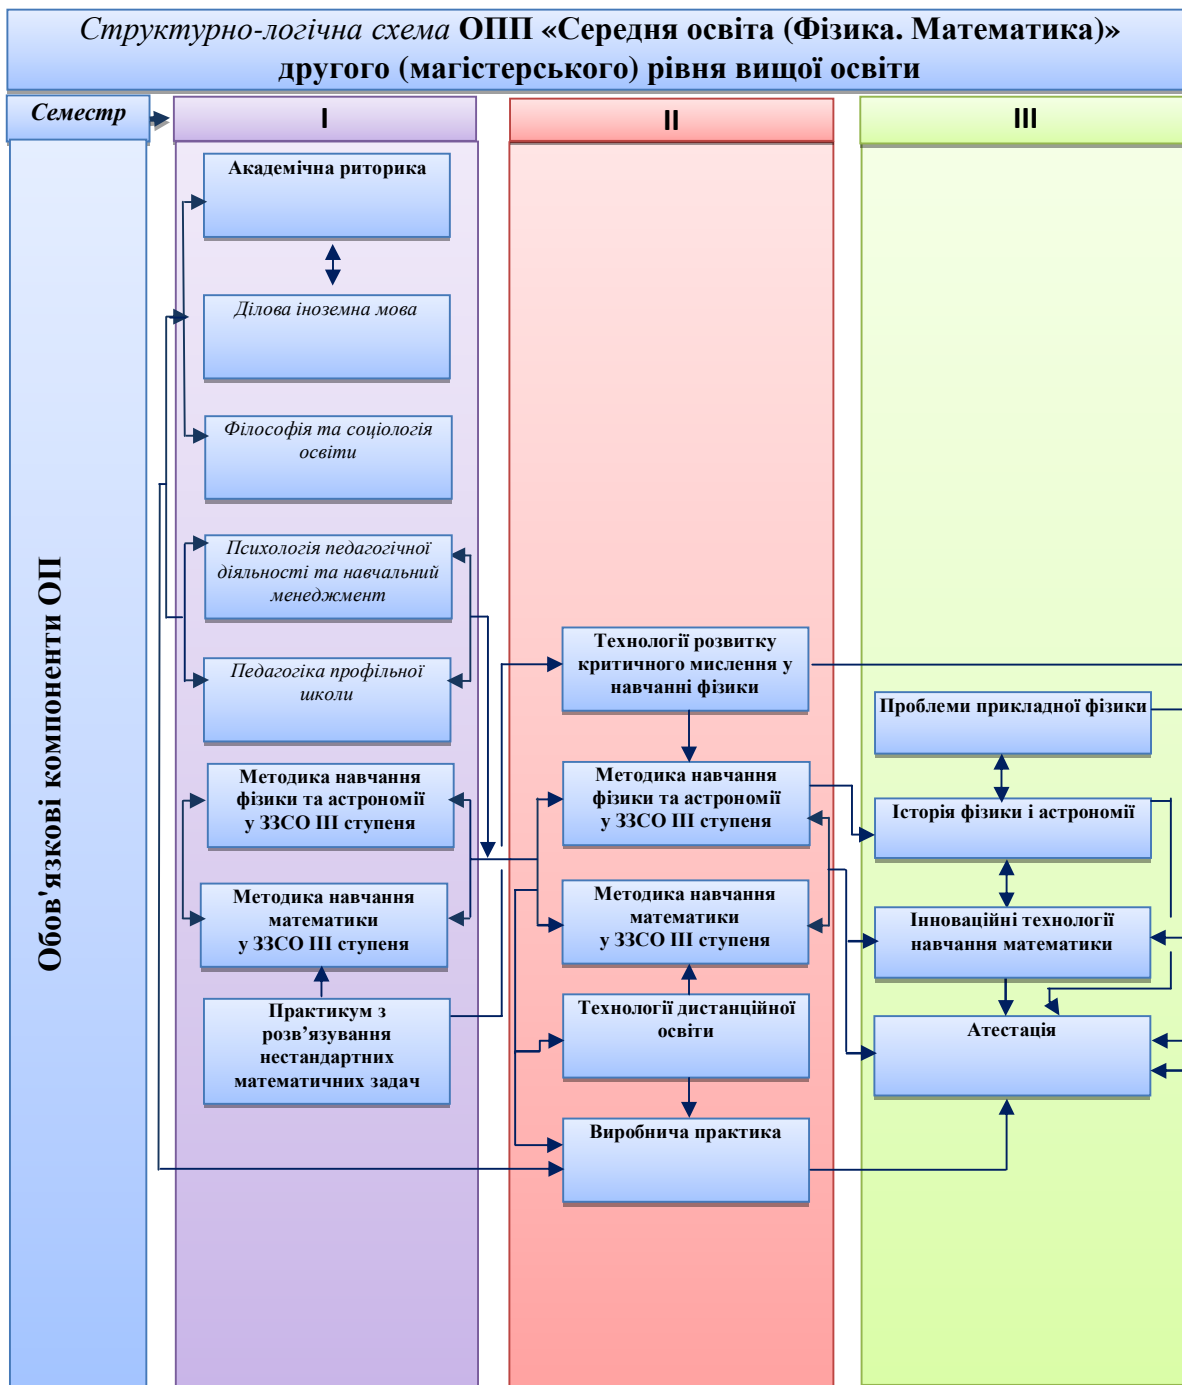 Структурно-логічна схема ОПП «Середня освіта (Фізика. Математика)»
другого (магістерського) рівня вищої освіти
Семестр
I
II
III
Обов'язкові компоненти ОП
Академічна риторика
Ділова іноземна мова
Філософія та соціологія
освіти
Психологія педагогічної
діяльності та навчальний
менеджмент
Педагогіка профільної
школи
Методика навчання
фізики та астрономії
у ЗЗСО ІІІ ступеня
Методика навчання
математики
у ЗЗСО ІІІ ступеня
Практикум з
розв’язування
нестандартних
математичних задач
Технології розвитку
критичного мислення у
навчанні фізики
Методика навчання
фізики та астрономії
у ЗЗСО ІІІ ступеня
Методика навчання
математики
у ЗЗСО ІІІ ступеня
Технології дистанційної
освіти
Виробнича практика
Проблеми прикладної фізики
Історія фізики і астрономії
Інноваційні технології
навчання математики
Атестація